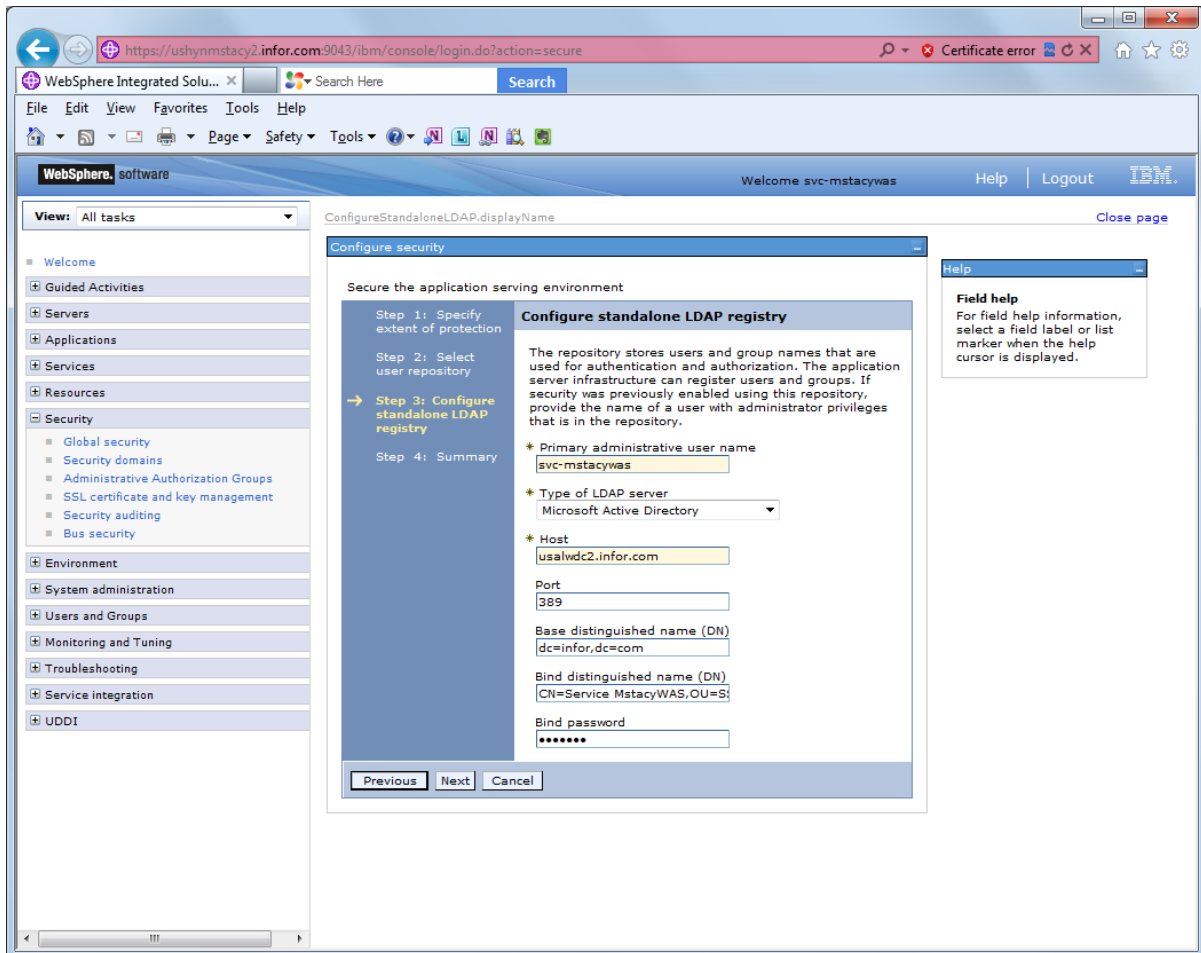 https://ushynmstacy2.infor.com:9043/ibm/console/login.do?action=secure
Certificate error
WebSphere Integrated Solu...
Search Here
Search
File Edit View Favorites Tools Help
Page Safety Tools
WebSphere. software
Welcome svc-mstacywas
Help
Logout
IBM.
View: All tasks
ConfigureStandaloneLDAP.displayName
Close page
Welcome
Guided Activities
Servers
Applications
Services
Resources
Security
Global security
Security domains
Administrative Authorization Groups
SSL certificate and key management
Security auditing
Bus security
Environment
System administration
Users and Groups
Monitoring and Tuning
Troubleshooting
Service integration
UDDI
Configure security
Secure the application serving environment
Step 1: Specify
extent of protection
Step 2: Select
user repository
Step 3: Configure
standalone LDAP
registry
Step 4: Summary
Configure standalone LDAP registry
The repository stores users and group names that are
used for authentication and authorization. The application
server infrastructure can register users and groups. If
security was previously enabled using this repository,
provide the name of a user with administrator privileges
that is in the repository.
* Primary administrative user name
svc-mstacywas
* Type of LDAP server
Microsoft Active Directory
* Host
usalwdc2.infor.com
Port
389
Base distinguished name (DN)
dc=infor,dc=com
Bind distinguished name (DN)
CN=Service MstacyWAS,OU=S
Bind password
•••••••
Previous Next Cancel
Help
Field help
For field help information,
select a field label or list
marker when the help
cursor is displayed.